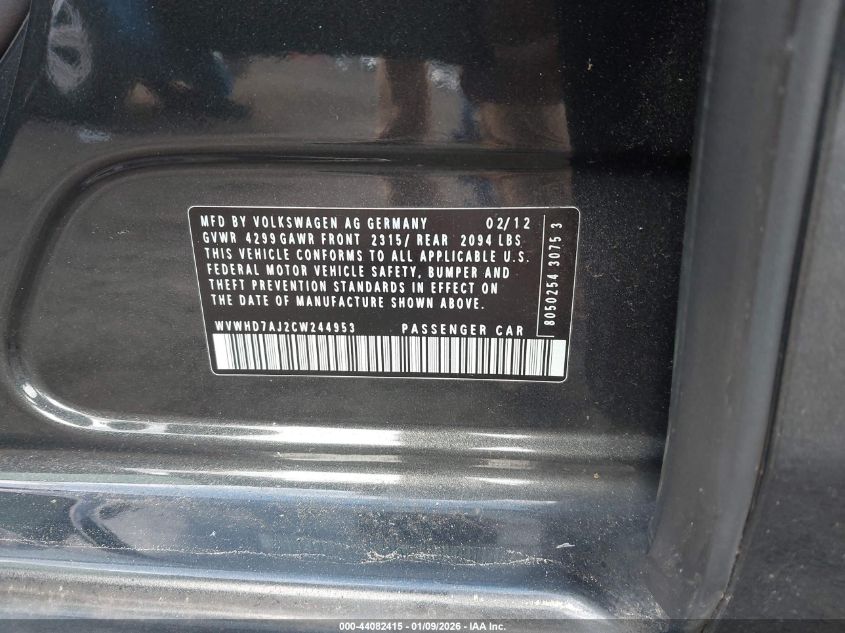 MFD BY VOLKSWAGEN AG GERMANY 02/12
GVWR 4299 GAWR FRONT 2315/ REAR 2094 LBS
THIS VEHICLE CONFORMS TO ALL APPLICABLE U.S.
FEDERAL MOTOR VEHICLE SAFETY, BUMPER AND
THEFT PREVENTION STANDARDS IN EFFECT ON
THE DATE OF MANUFACTURE SHOWN ABOVE.
WVWHD7AJ2CW244953 PASSENGER CAR
8050254 3075 3
000-44082415 - 01/09/2026 - IAA Inc.